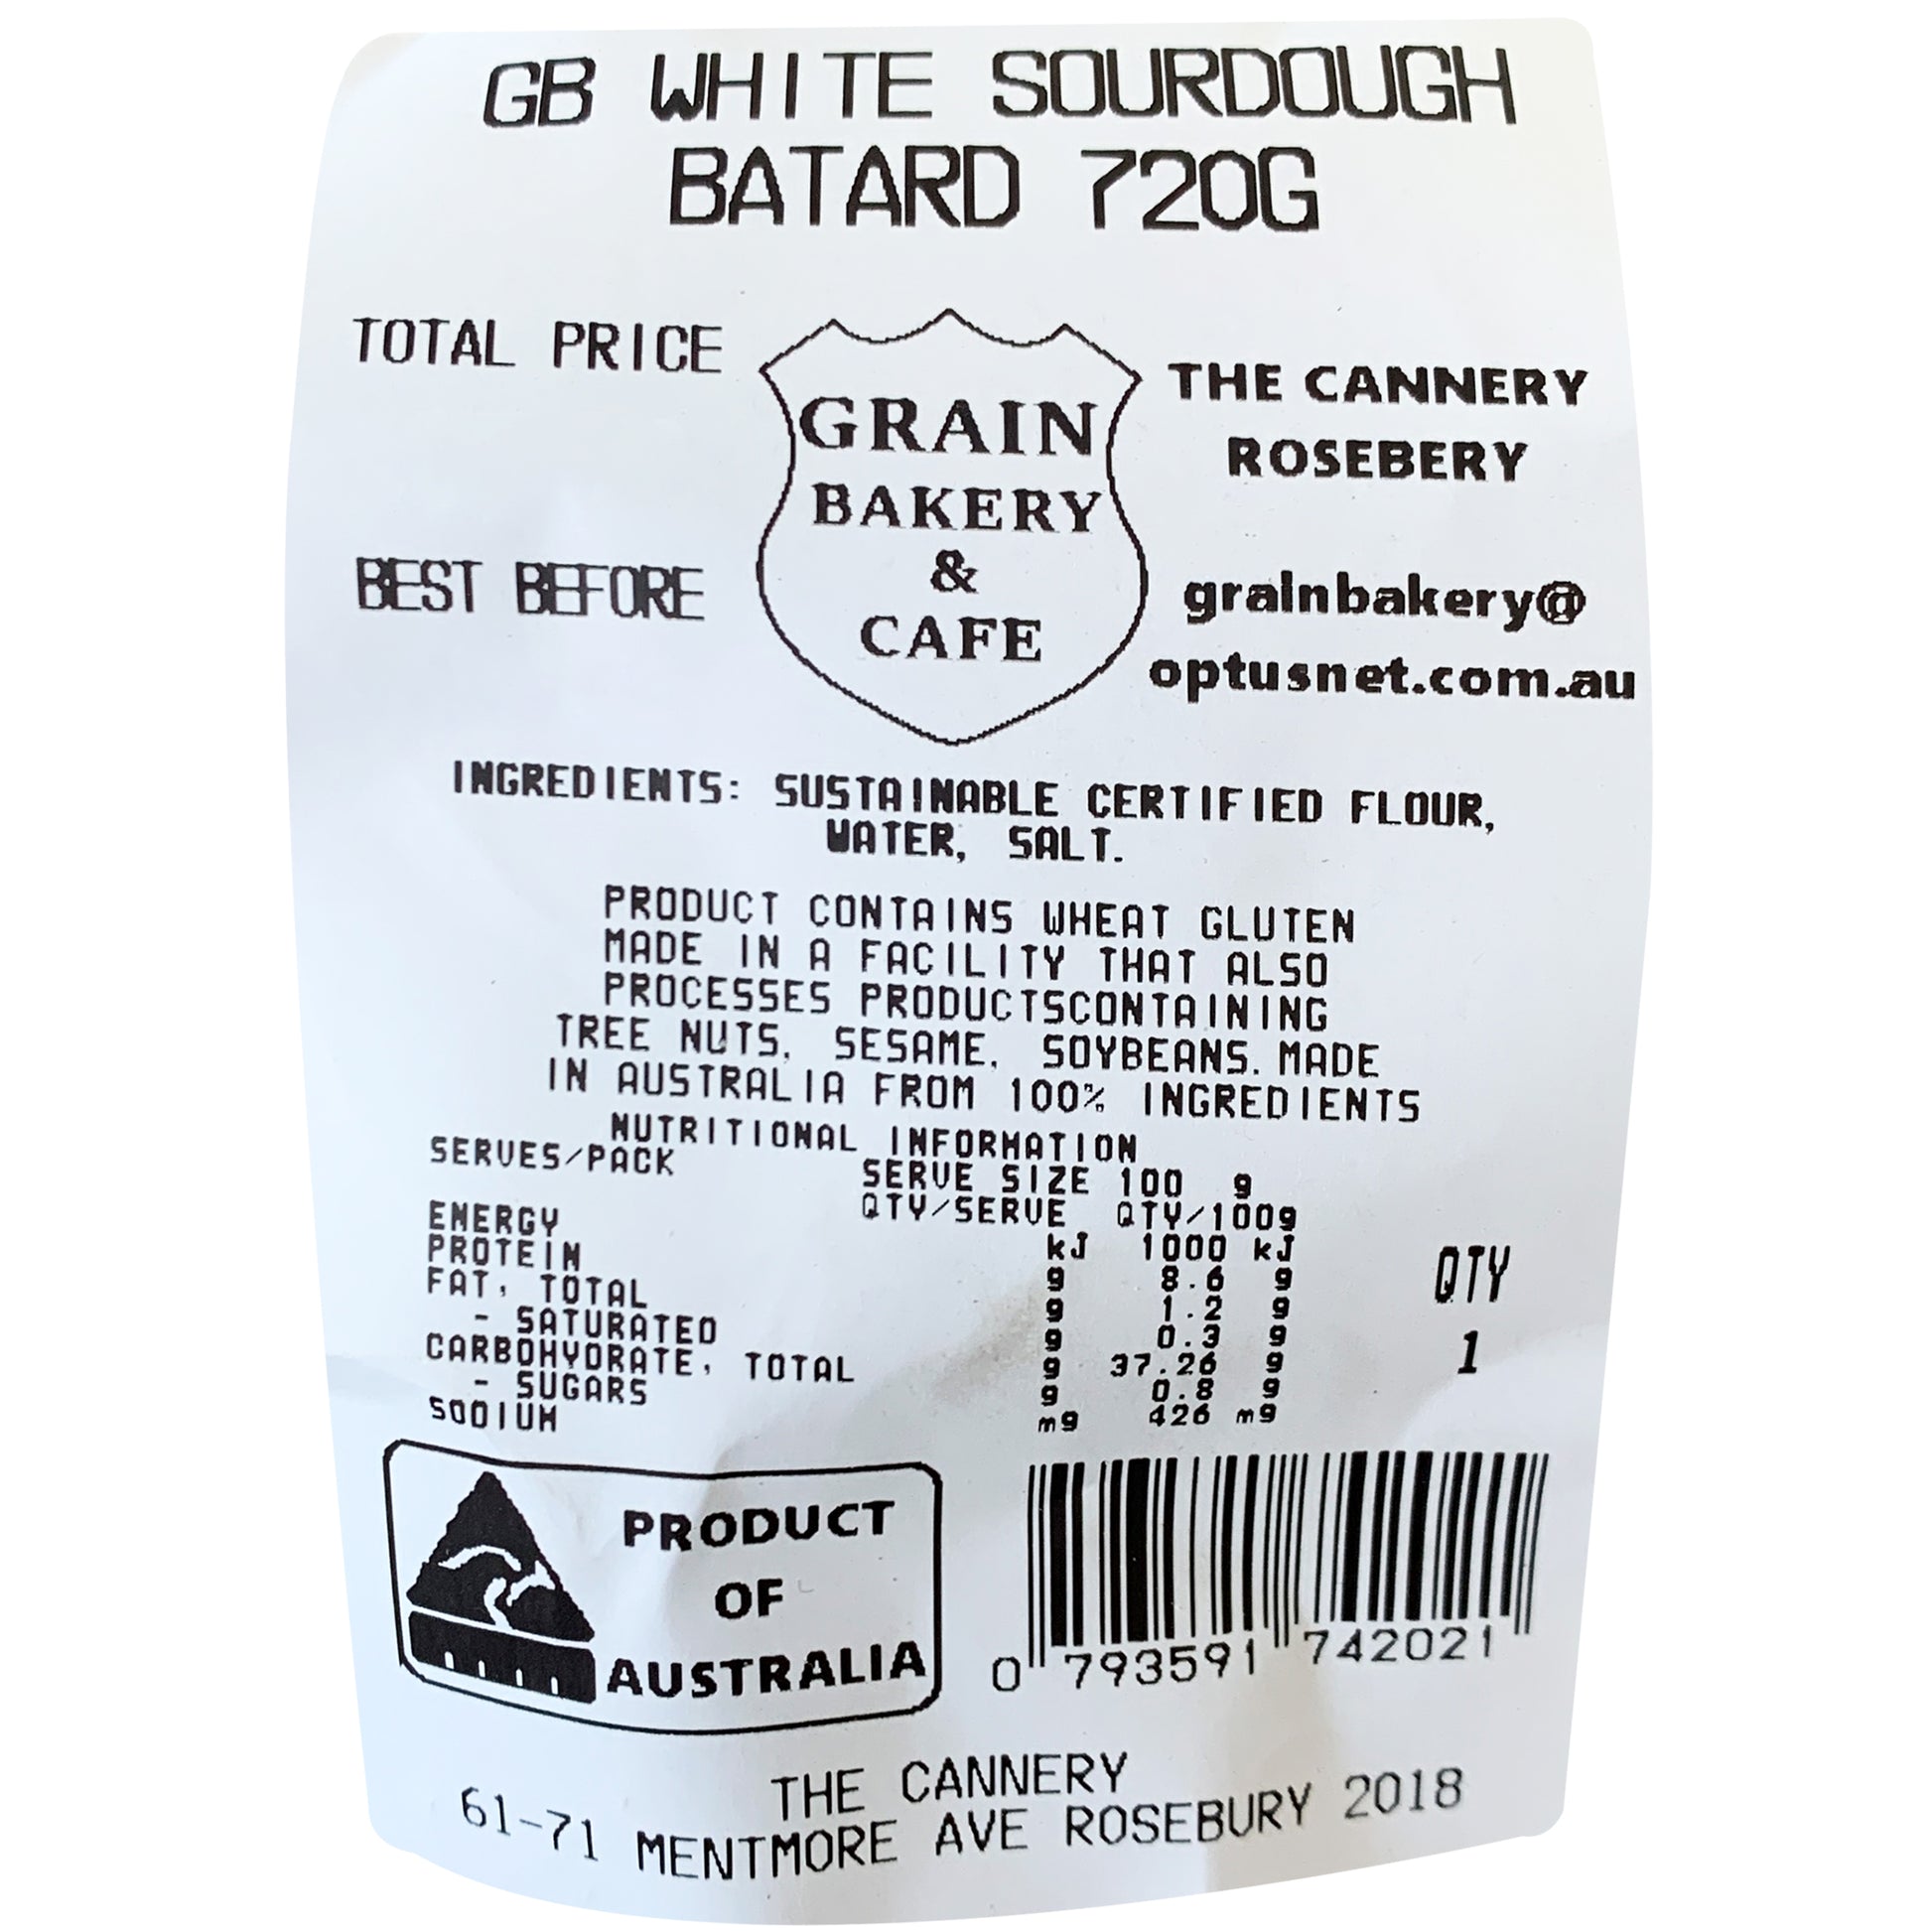 GB WHITE SOURDOUGH
BATARD 720G
TOTAL PRICE
BEST BEFORE
GRAIN
BAKERY
&
CAFE
THE CANNERY
ROSEBERY
grainbakery@
optusnet.com.au
INGREDIENTS: SUSTAINABLE CERTIFIED FLOUR,
WATER, SALT.
PRODUCT CONTAINS WHEAT GLUTEN
MADE IN A FACILITY THAT ALSO
PROCESSES PRODUCTSCONTAINING
TREE NUTS, SESAME, SOYBEANS. MADE
IN AUSTRALIA FROM 100% INGREDIENTS
NUTRITIONAL INFORMATION
SERVES/PACK SERVE SIZE 100 g
QTY/SERVE QTY/100g
ENERGY kJ 1000 kJ
PROTEIN g 8.6 g
FAT, TOTAL g 1.2 g
- SATURATED g 0.3 g
CARBOHYDRATE, TOTAL g 37.26 g
- SUGARS g 0.8 g
SODIUM mg 426 mg
QTY
1
PRODUCT
OF
AUSTRALIA
0 793591 742021
THE CANNERY
61-71 MENTMORE AVE ROSEBURY 2018